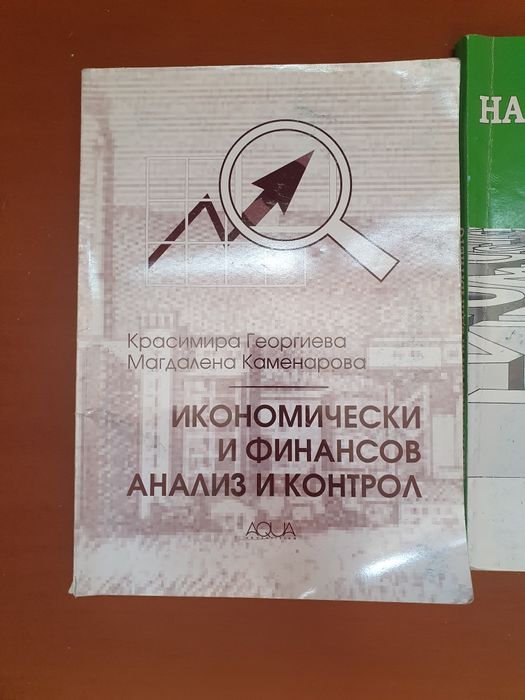 Красимира Георгиева
Магдалена Каменарова
ИКОНОМИЧЕСКИ
И ФИНАНСОВ
АНАЛИЗ И КОНТРОЛ
AQUA
НА